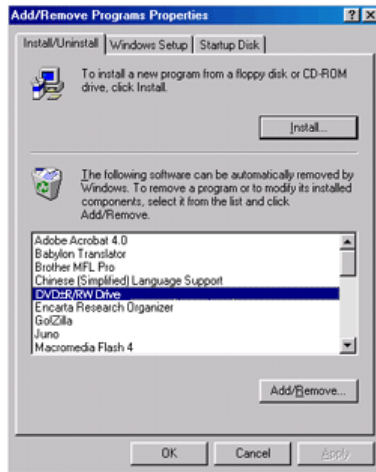 Add/Remove Programs Properties
Install/Uninstall Windows Setup Startup Disk
To install a new program from a floppy disk or CD-ROM
drive, click Install.
Install...
The following software can be automatically removed by
Windows. To remove a program or to modify its installed
components, select it from the list and click
Add/Remove.
Adobe Acrobat 4.0
Babylon Translator
Brother MFL Pro
Chinese (Simplified) Language Support
DVD±R/RW Drive
Encarta Research Organizer
Go!Zilla
Juno
Macromedia Flash 4
Add/Remove...
OK Cancel Apply